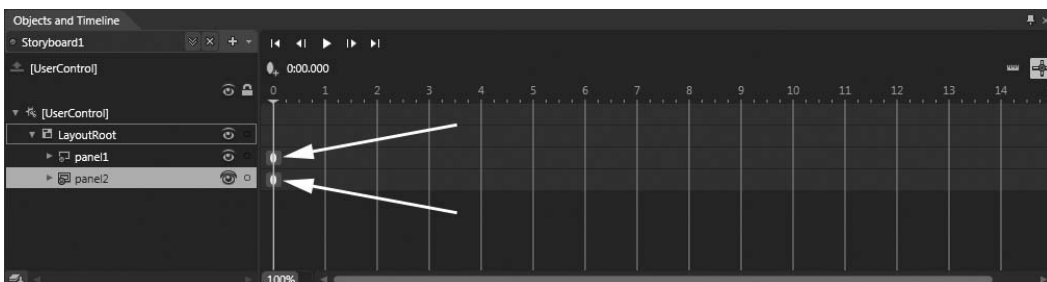 Objects and Timeline
Storyboard1
[UserControl]
0:00.000
0 1 2 3 4 5 6 7 8 9 10 11 12 13 14
[UserControl]
LayoutRoot
panel1
panel2
100%